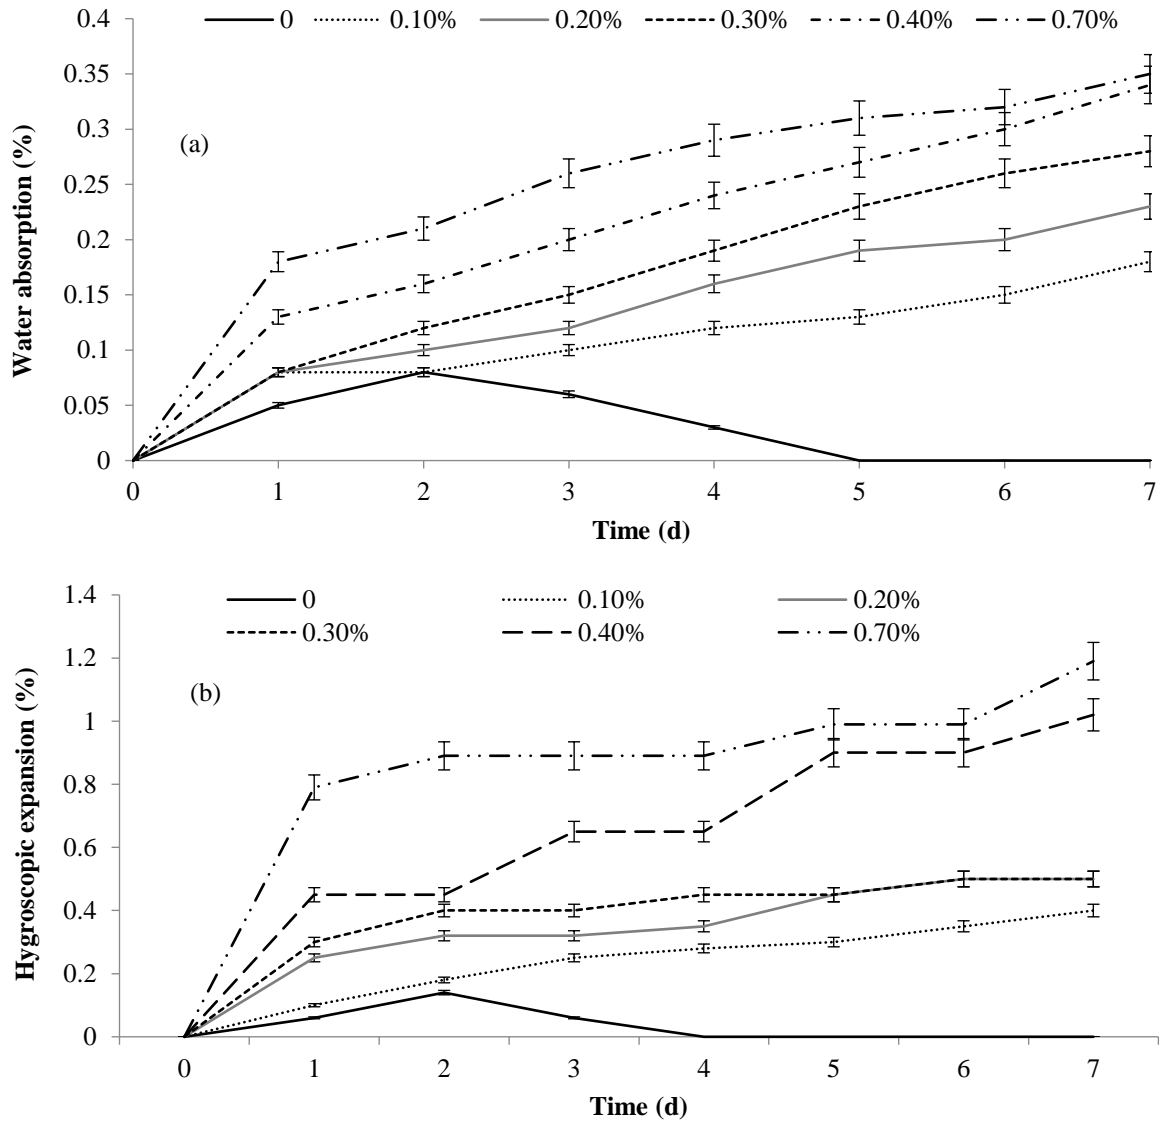 0 0.10% 0.20% 0.30% 0.40% 0.70%
0.4
0.35
0.3
0.25
0.2
0.15
0.1
0.05
0
Water absorption (%)
(a)
0 1 2 3 4 5 6 7
Time (d)
0 0.10% 0.20%
0.30% 0.40% 0.70%
1.4
1.2
1
0.8
0.6
0.4
0.2
0
Hygroscopic expansion (%)
(b)
0 1 2 3 4 5 6 7
Time (d)